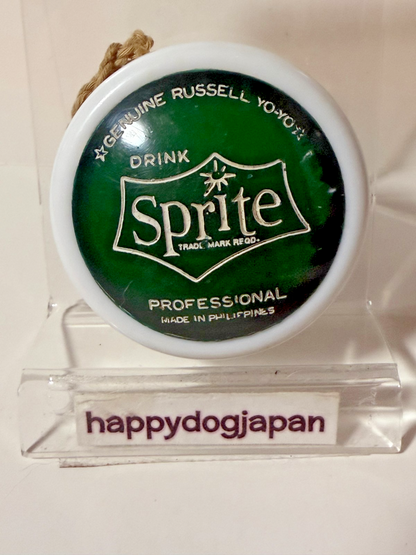 ☆GENUINE RUSSELL YO-YO☆
DRINK
Sprite
TRADE MARK REGD.
PROFESSIONAL
MADE IN PHILIPPINES
happydogjapan